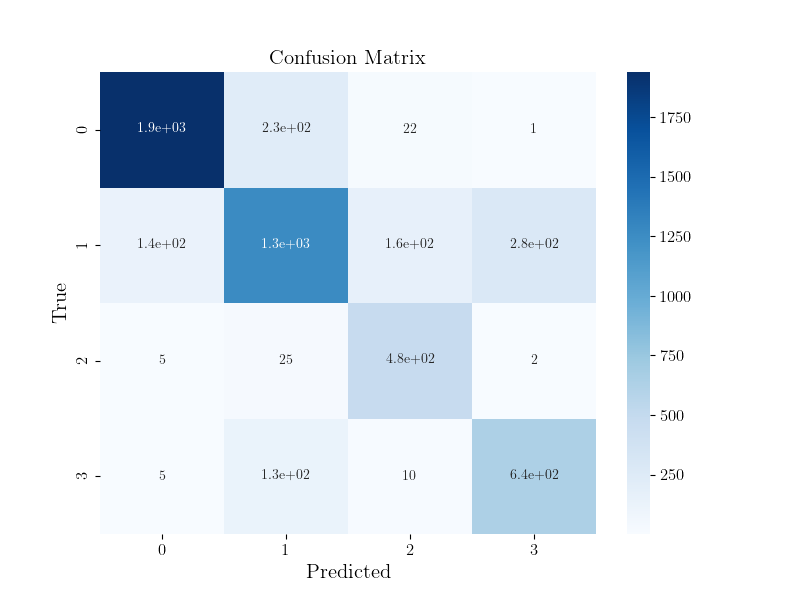 Confusion Matrix
0 1.9e+03 2.3e+02 22 1
1 1.4e+02 1.3e+03 1.6e+02 2.8e+02
2 5 25 4.8e+02 2
3 5 1.3e+02 10 6.4e+02
0 1 2 3
True
Predicted
1750
1500
1250
1000
750
500
250